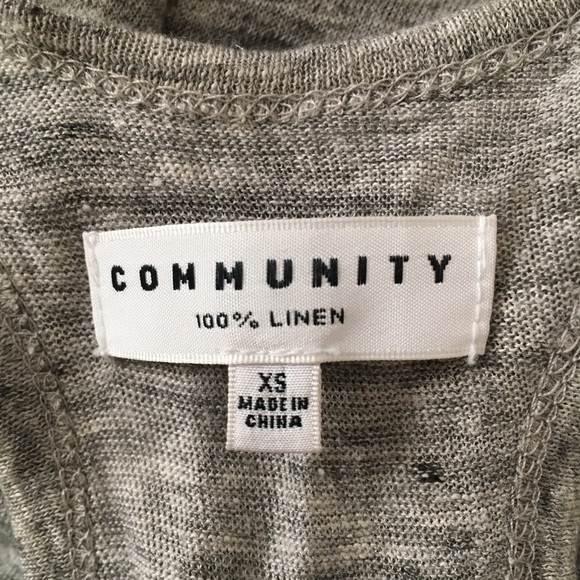 COMMUNITY
100% LINEN
XS
MADE IN
CHINA